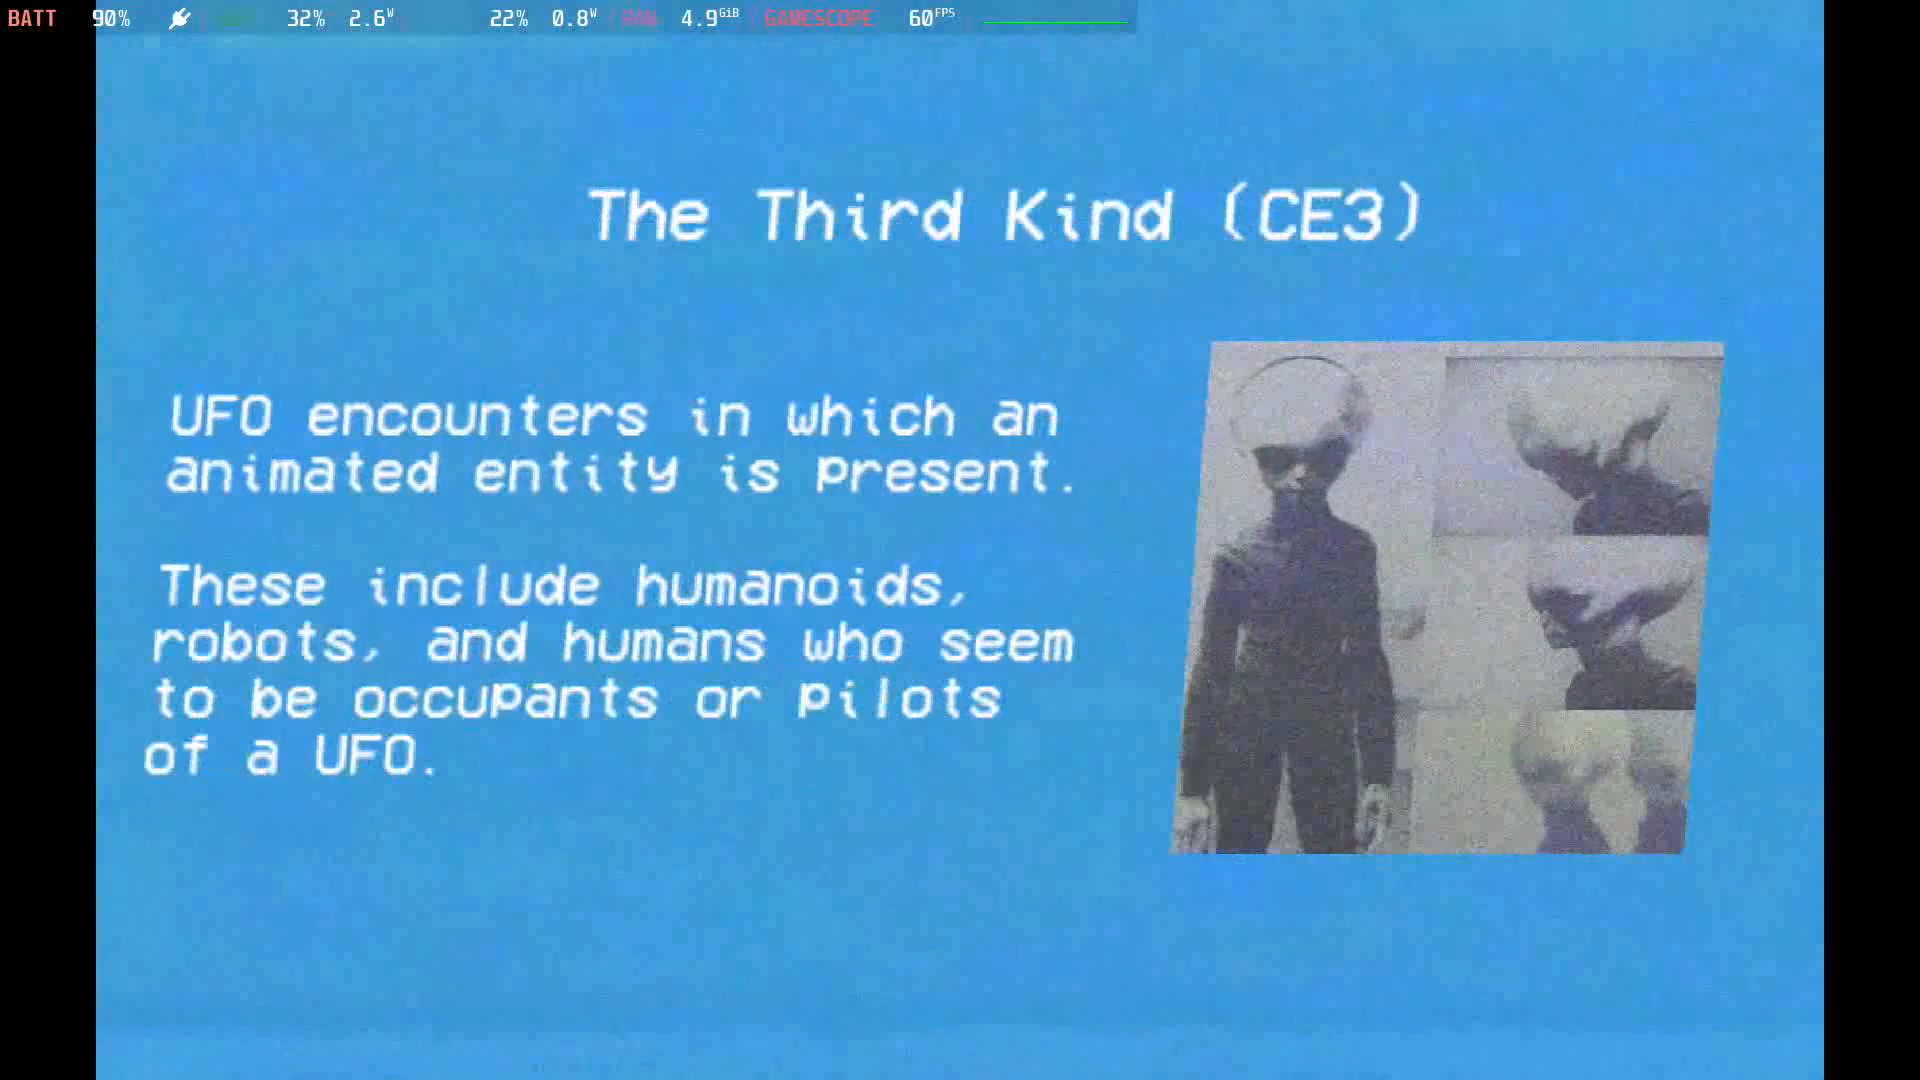 BATT 90% 32% 2.6W 22% 0.8W RAM 4.9GiB GAMESCOPE 60FPS
The Third Kind (CE3)
UFO encounters in which an
animated entity is present.
These include humanoids,
robots, and humans who seem
to be occupants or pilots
of a UFO.